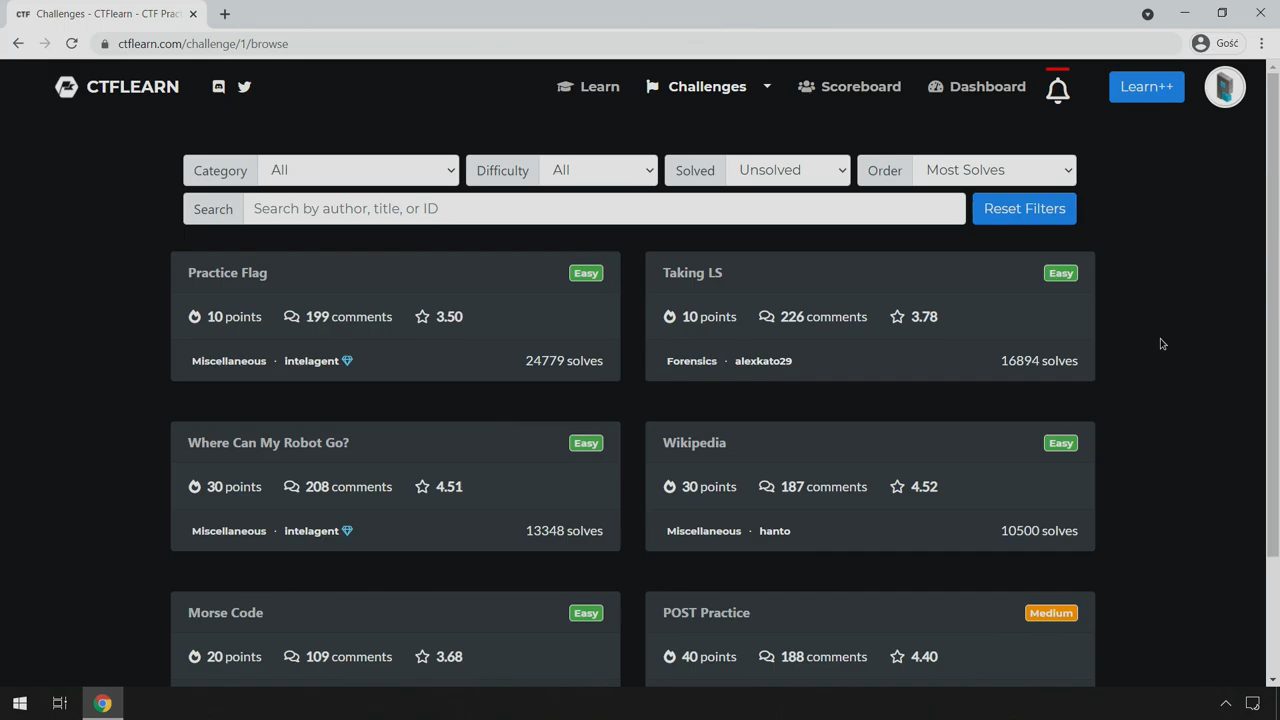 CTF Challenges - CTFlearn - CTF Prac
ctflearn.com/challenge/1/browse
Gość
CTFLEARN
Learn
Challenges
Scoreboard
Dashboard
Learn++
Category All
Difficulty All
Solved Unsolved
Order Most Solves
Search Search by author, title, or ID
Reset Filters
Practice Flag Easy
10 points 199 comments 3.50
Miscellaneous · intelagent 24779 solves
Taking LS Easy
10 points 226 comments 3.78
Forensics · alexkato29 16894 solves
Where Can My Robot Go? Easy
30 points 208 comments 4.51
Miscellaneous · intelagent 13348 solves
Wikipedia Easy
30 points 187 comments 4.52
Miscellaneous · hanto 10500 solves
Morse Code Easy
20 points 109 comments 3.68
POST Practice Medium
40 points 188 comments 4.40